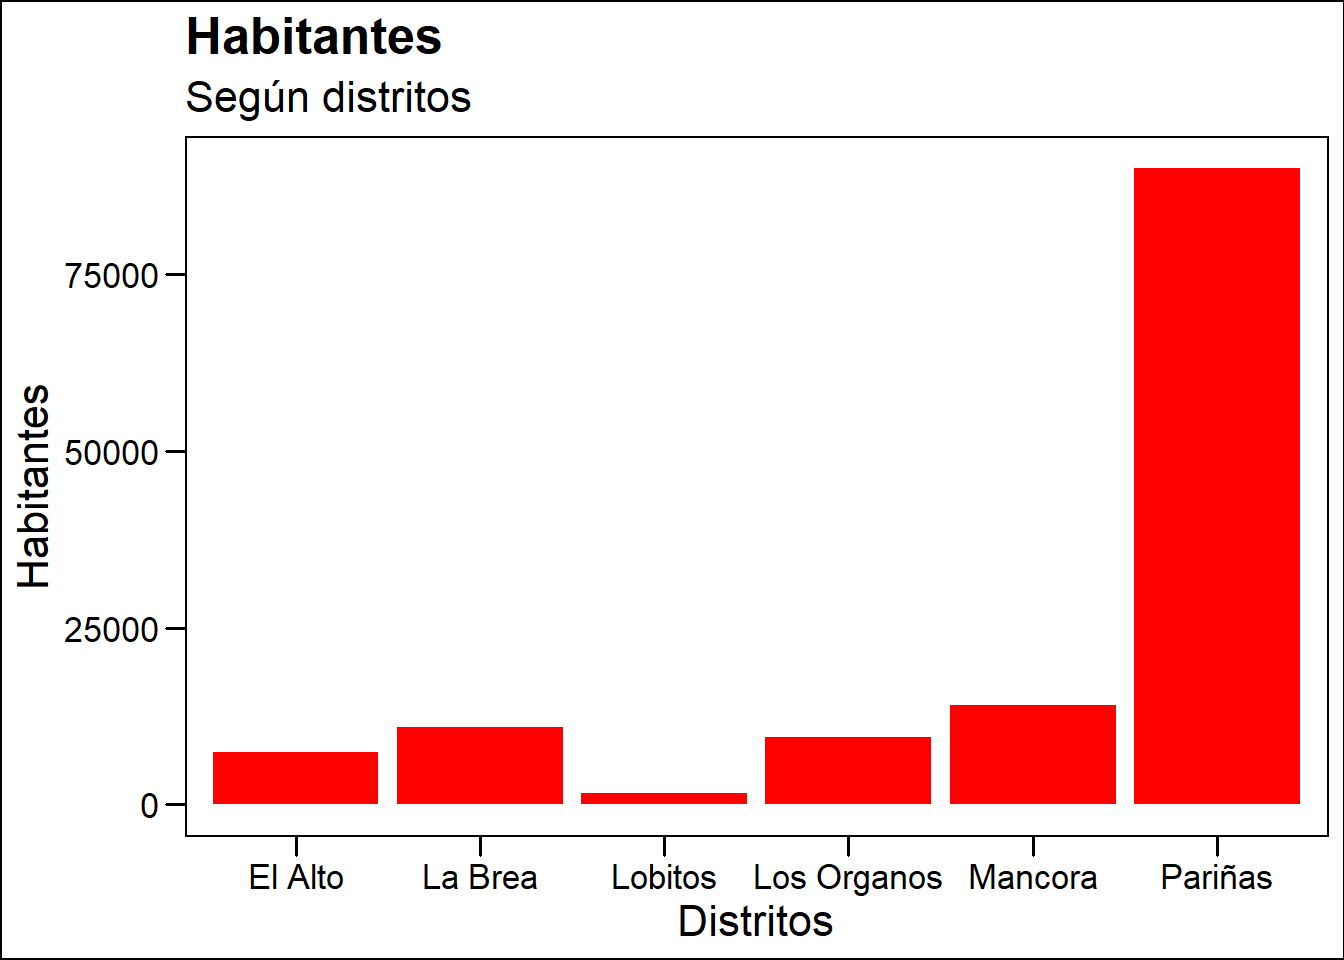 Habitantes
Según distritos
Habitantes
75000
50000
25000
0
El Alto La Brea Lobitos Los Organos Mancora Pariñas
Distritos